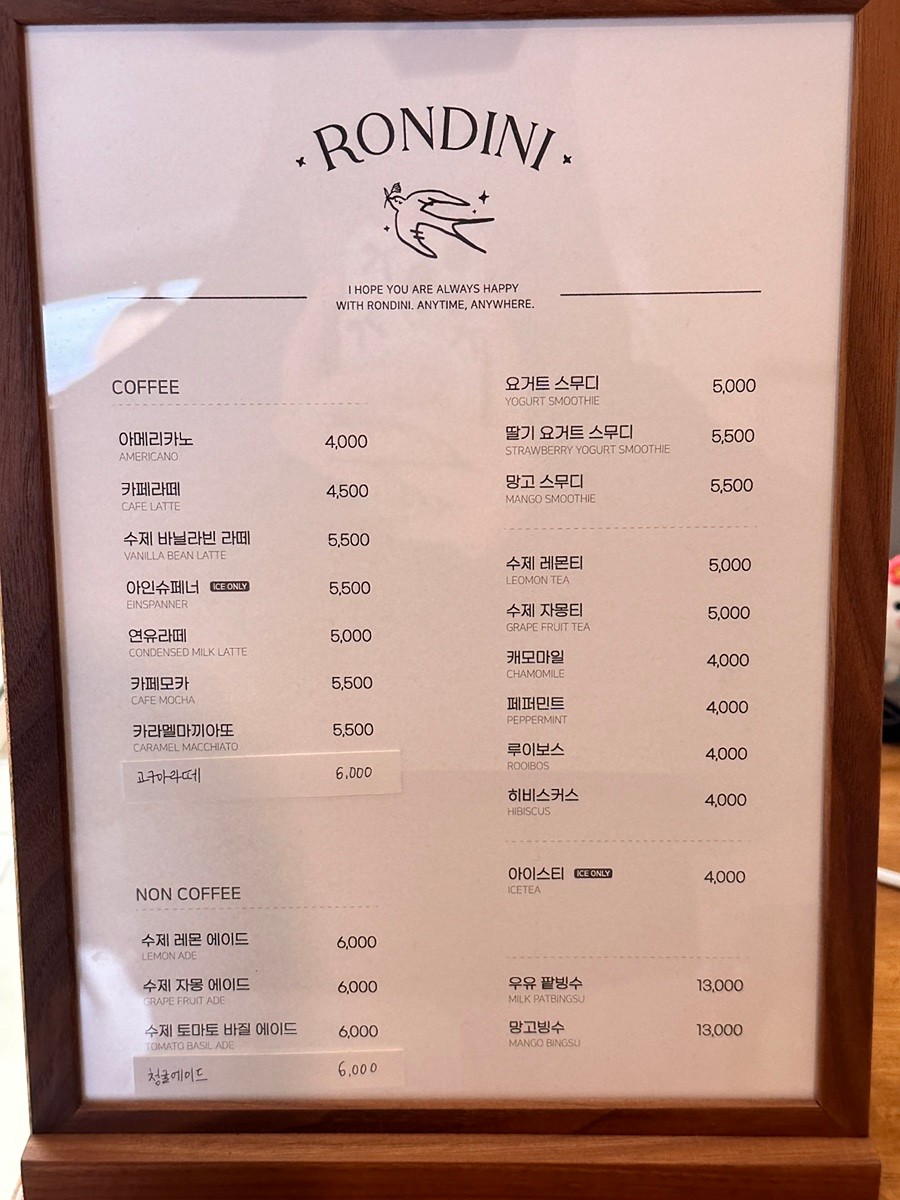 RONDINI
I HOPE YOU ARE ALWAYS HAPPY
WITH RONDINI. ANYTIME, ANYWHERE.
COFFEE
아메리카노 4,000
AMERICANO
카페라떼 4,500
CAFE LATTE
수제 바닐라빈 라떼 5,500
VANILLA BEAN LATTE
아인슈페너 ICE ONLY 5,500
EINSPANNER
연유라떼 5,000
CONDENSED MILK LATTE
카페모카 5,500
CAFE MOCHA
카라멜마끼아또 5,500
CARAMEL MACCHIATO
고구마라떼 6,000
NON COFFEE
수제 레몬 에이드 6,000
LEMON ADE
수제 자몽 에이드 6,000
GRAPE FRUIT ADE
수제 토마토 바질 에이드 6,000
TOMATO BASIL ADE
청귤에이드 6,000
요거트 스무디 5,000
YOGURT SMOOTHIE
딸기 요거트 스무디 5,500
STRAWBERRY YOGURT SMOOTHIE
망고 스무디 5,500
MANGO SMOOTHIE
수제 레몬티 5,000
LEOMON TEA
수제 자몽티 5,000
GRAPE FRUIT TEA
캐모마일 4,000
CHAMOMILE
페퍼민트 4,000
PEPPERMINT
루이보스 4,000
ROOIBOS
히비스커스 4,000
HIBISCUS
아이스티 ICE ONLY 4,000
ICETEA
우유 팥빙수 13,000
MILK PATBINGSU
망고빙수 13,000
MANGO BINGSU